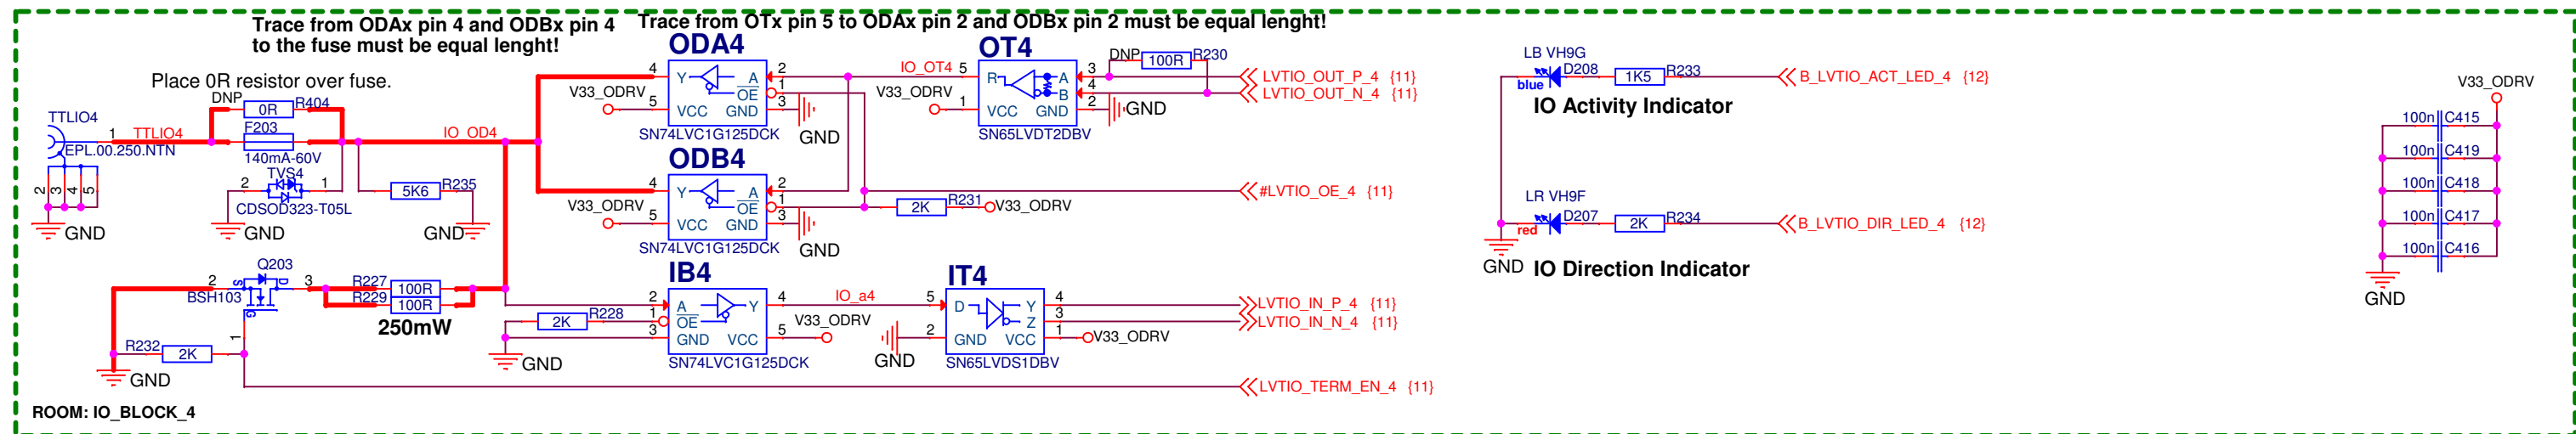 Trace from ODAx pin 4 and ODBx pin 4
to the fuse must be equal lenght!
Trace from OTx pin 5 to ODAx pin 2 and ODBx pin 2 must be equal lenght!
Place 0R resistor over fuse.
DNP
0R
R404
F203
140mA-60V
TTLIO4
1
TTLIO4
EPL.00.250.NTN
2 3 4 5
GND
TVS4
2
1
CDSOD323-T05L
GND
5K6
R235
GND
IO_OD4
ODA4
4 Y A 2
OE 1
V33_ODRV
5 VCC GND 3
GND
SN74LVC1G125DCK
ODB4
4 Y A 2
OE 1
V33_ODRV
5 VCC GND 3
GND
SN74LVC1G125DCK
2K
R231
V33_ODRV
IO_OT4
OT4
5 R A 3
B 4
V33_ODRV
1 VCC GND 2
GND
SN65LVDT2DBV
DNP
100R
R230
LVTIO_OUT_P_4 {11}
LVTIO_OUT_N_4 {11}
#LVTIO_OE_4 {11}
Q203
2
S
D
3
BSH103
G
1
R227
100R
R229
100R
250mW
R232
2K
GND
2K
R228
GND
IB4
2 A Y 4
1 OE
3 GND VCC 5
V33_ODRV
SN74LVC1G125DCK
IO_a4
IT4
5 D Y 4
Z 3
2 GND VCC 1
GND
V33_ODRV
SN65LVDS1DBV
LVTIO_IN_P_4 {11}
LVTIO_IN_N_4 {11}
LVTIO_TERM_EN_4 {11}
LB VH9G
D208
blue
1K5
R233
B_LVTIO_ACT_LED_4 {12}
IO Activity Indicator
LR VH9F
D207
red
2K
R234
B_LVTIO_DIR_LED_4 {12}
GND
IO Direction Indicator
V33_ODRV
100n C415
100n C419
100n C418
100n C417
100n C416
GND
ROOM: IO_BLOCK_4